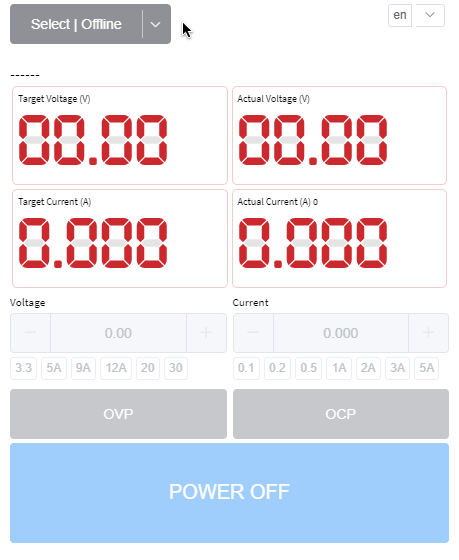 Select | Offline
en
------
Target Voltage (V)
Actual Voltage (V)
00.00
00.00
Target Current (A)
Actual Current (A) 0
0.000
0.000
Voltage
Current
− 0.00 +
− 0.000 +
3.3 5A 9A 12A 20 30
0.1 0.2 0.5 1A 2A 3A 5A
OVP
OCP
POWER OFF